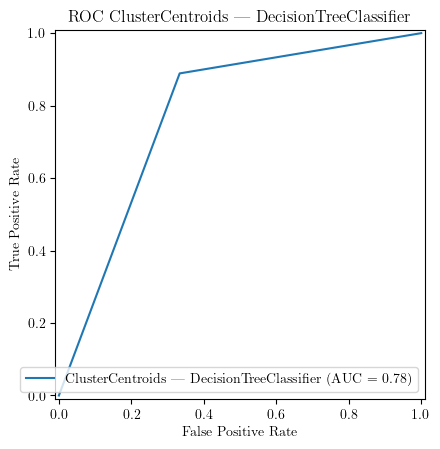 ROC ClusterCentroids — DecisionTreeClassifier
True Positive Rate
1.0
0.8
0.6
0.4
0.2
0.0
ClusterCentroids — DecisionTreeClassifier (AUC = 0.78)
0.0 0.2 0.4 0.6 0.8 1.0
False Positive Rate